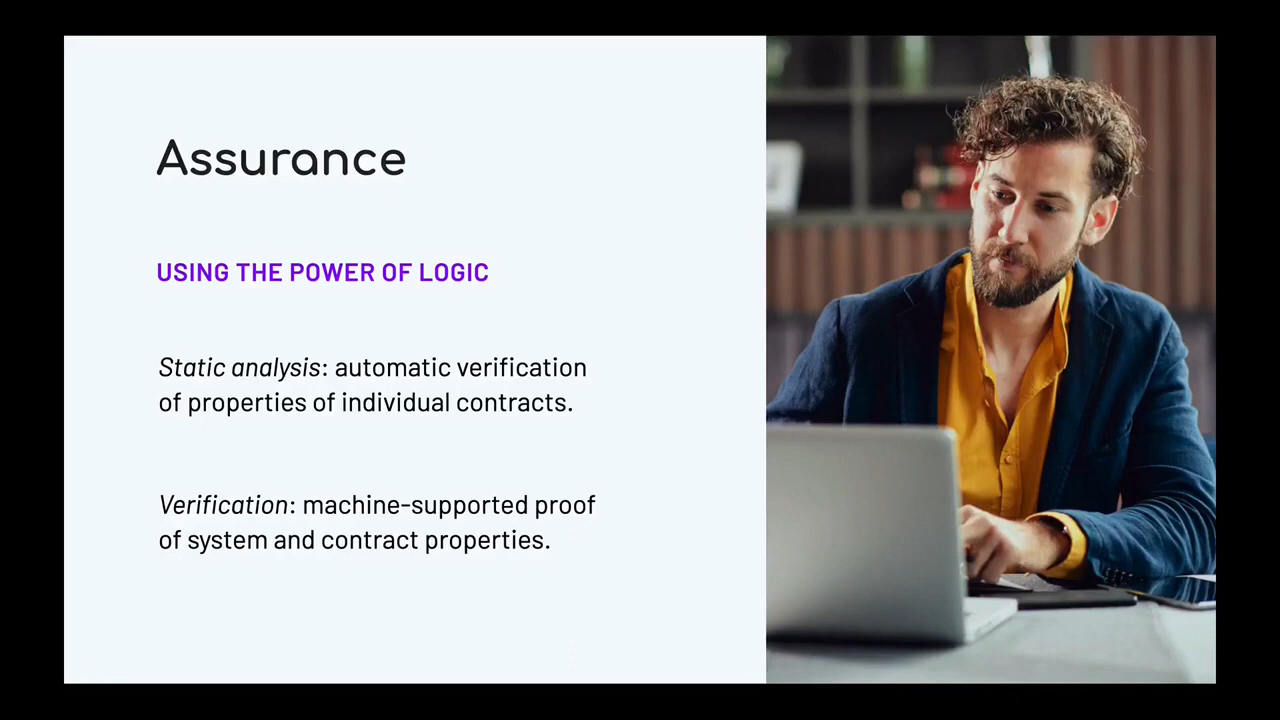 Assurance
USING THE POWER OF LOGIC
Static analysis: automatic verification
of properties of individual contracts.
Verification: machine-supported proof
of system and contract properties.